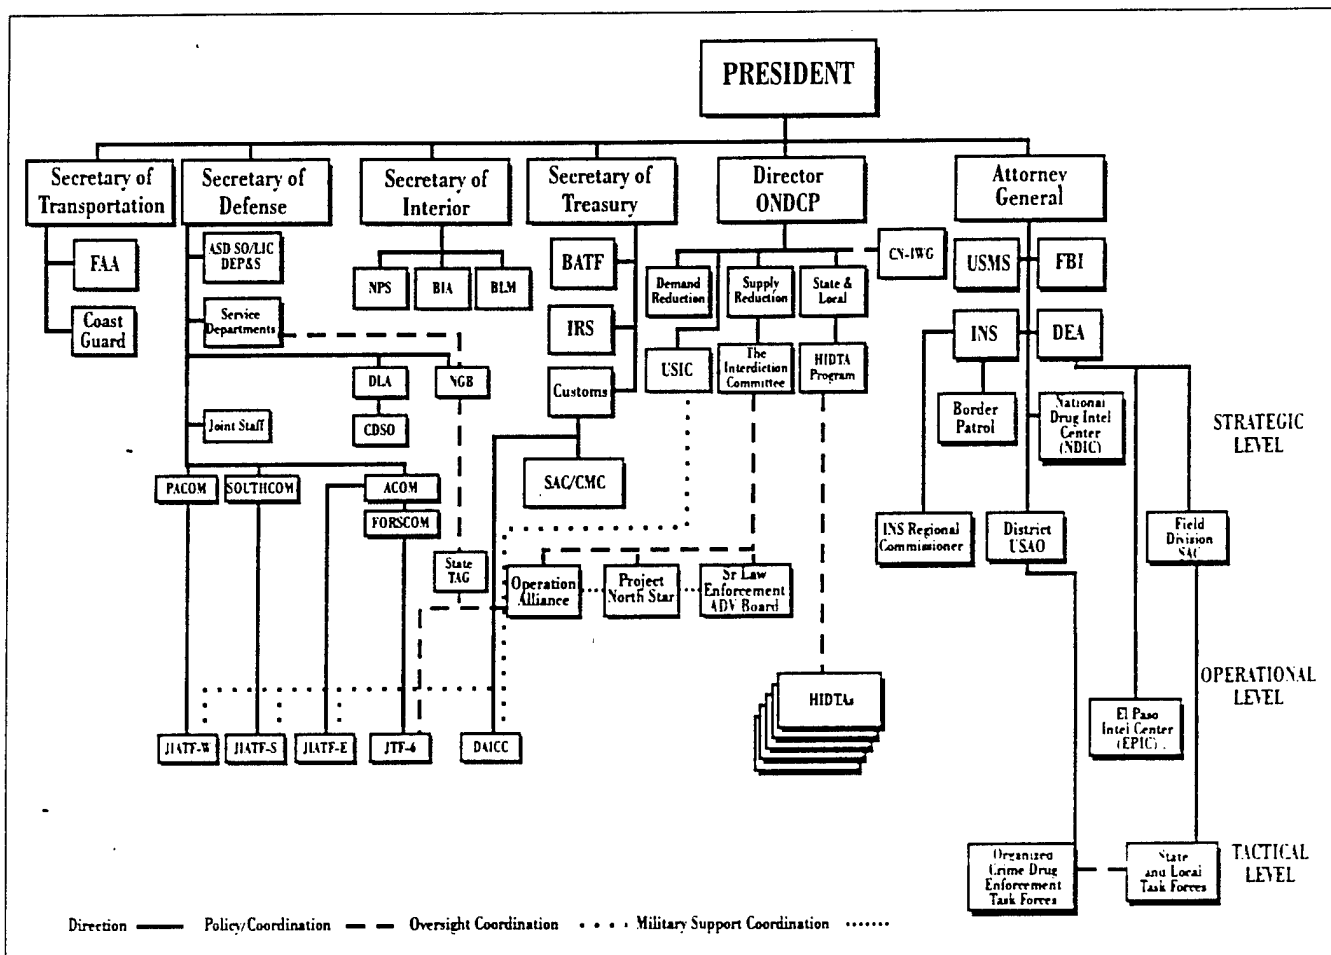 PRESIDENT
Secretary of
Transportation
Secretary of
Defense
Secretary of
Interior
Secretary of
Treasury
Director
ONDCP
Attorney
General
FAA
Coast
Guard
ASD SO/LIC
DEP&S
Service
Departments
NPS
BIA
BLM
BATF
IRS
Customs
Demand
Reduction
Supply
Reduction
State &
Local
CN-IWG
USMS
FBI
INS
DEA
DLA
NGB
CDSO
Joint Staff
USIC
The
Interdiction
Committee
HIDTA
Program
Border
Patrol
National
Drug Intel
Center
(NDIC)
STRATEGIC
LEVEL
PACOM
SOUTHCOM
ACOM
FORSCOM
SAC/CMC
INS Regional
Commissioner
District
USAO
Field
Division
SAC
State
TAG
Operation
Alliance
Project
North Star
Sr Law
Enforcement
ADV Board
HIDTAs
OPERATIONAL
LEVEL
El Paso
Intel Center
(EPIC)
JIATF-W
JIATF-S
JIATF-E
JTF-6
DAICC
Organized
Crime Drug
Enforcement
Task Forces
State
and Local
Task Forces
TACTICAL
LEVEL
Direction
Policy/Coordination
Oversight Coordination
Military Support Coordination